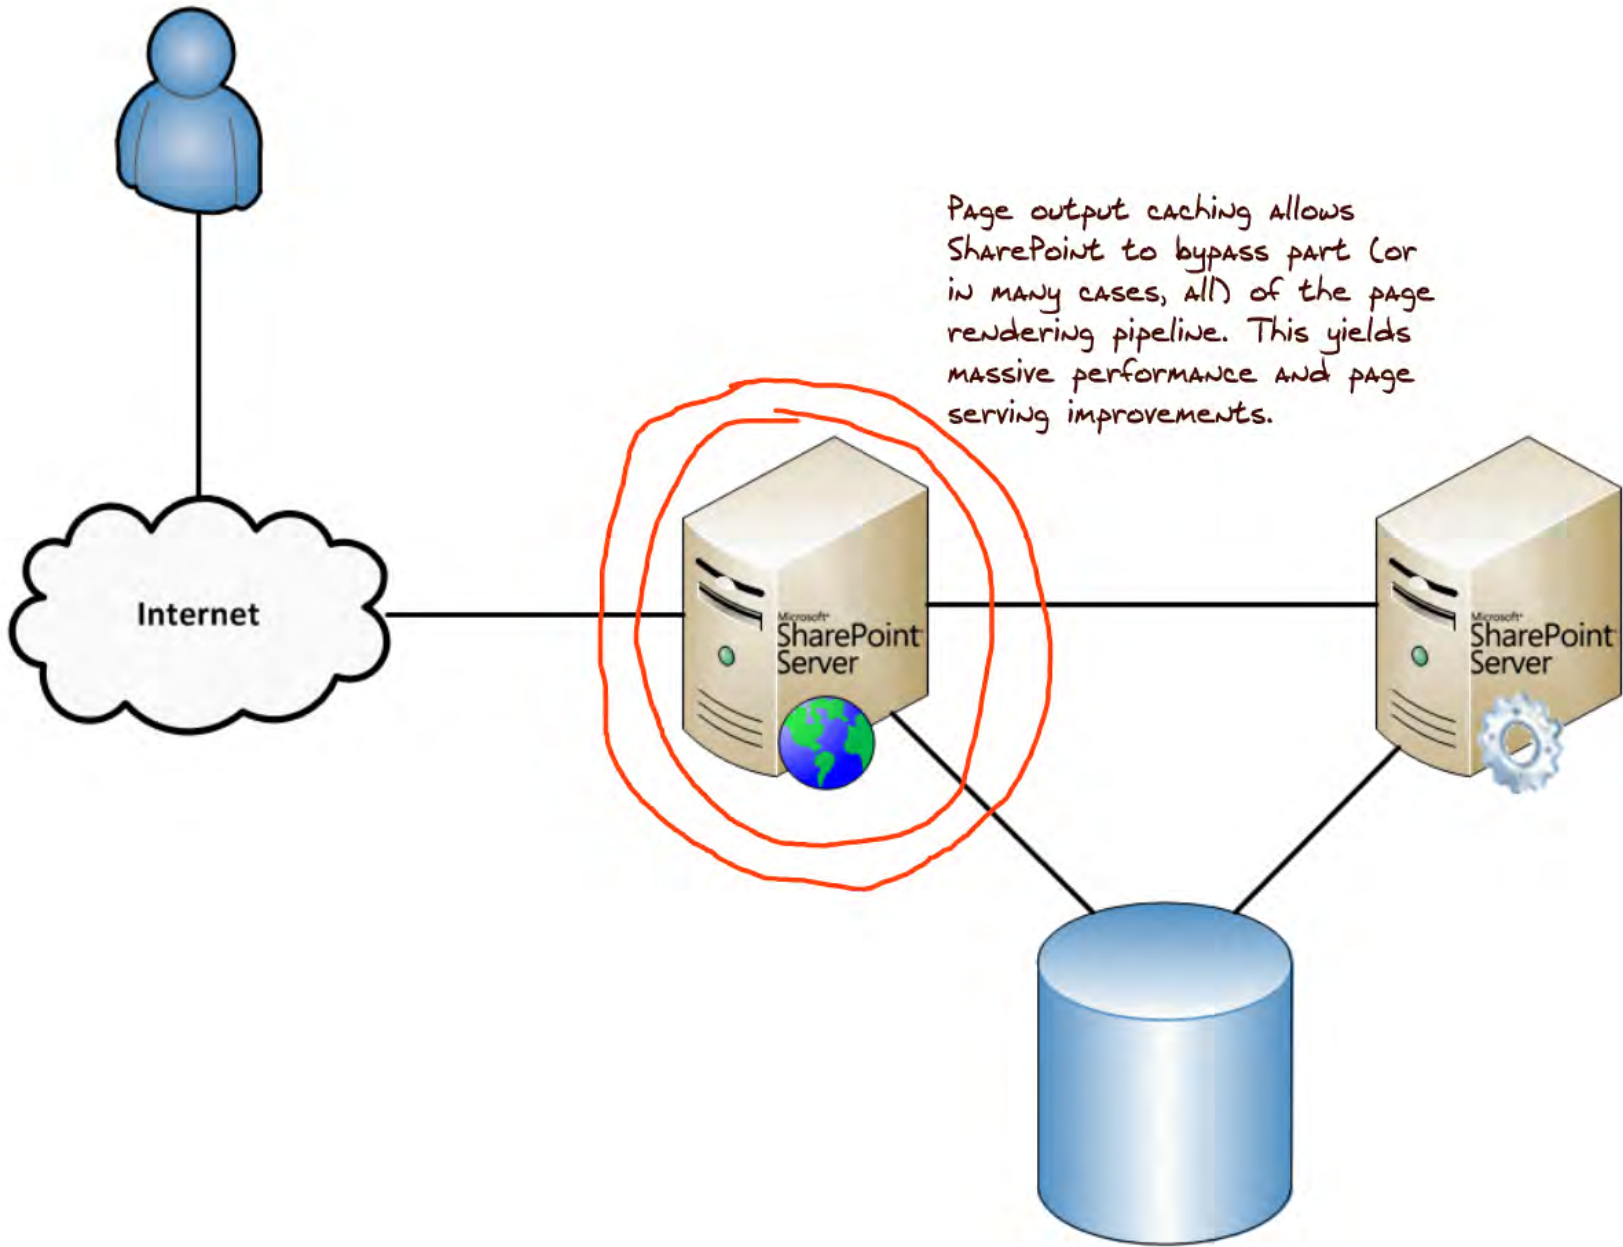 Page output caching allows
SharePoint to bypass part (or
in many cases, all) of the page
rendering pipeline. This yields
massive performance and page
serving improvements.
Internet
Microsoft®
SharePoint
Server
Microsoft®
SharePoint
Server